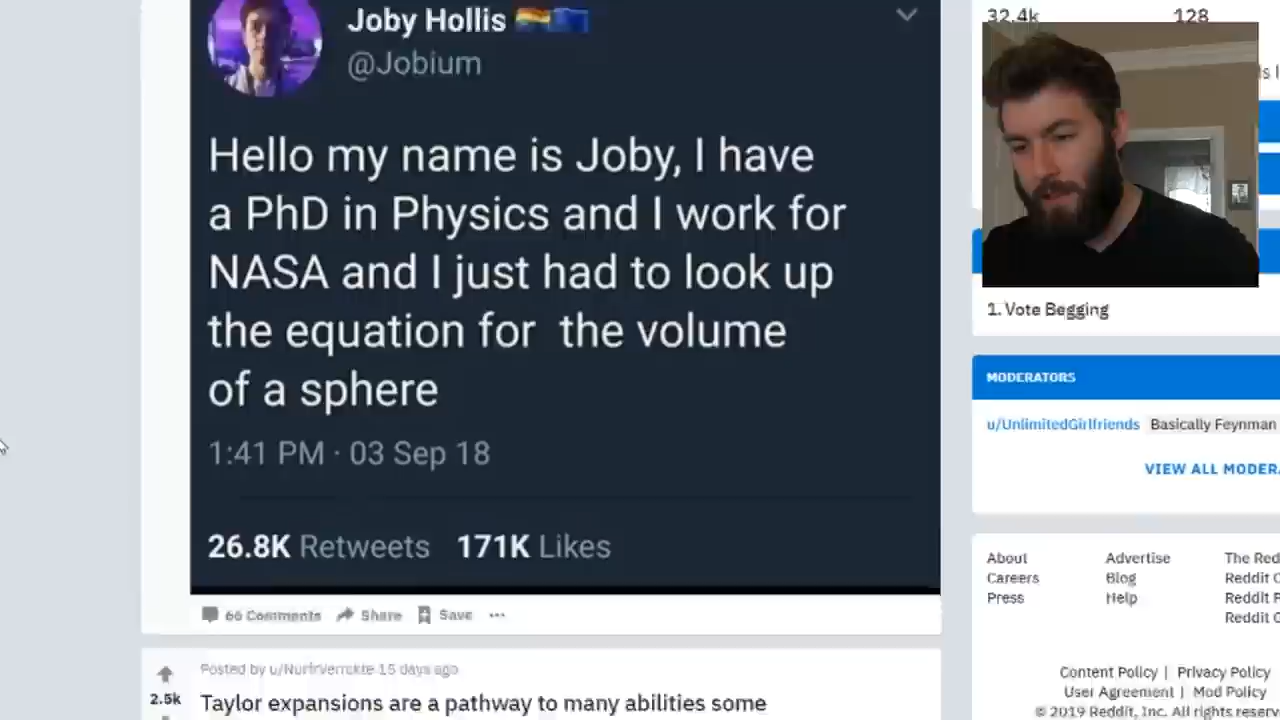 Joby Hollis
@Jobium
Hello my name is Joby, I have
a PhD in Physics and I work for
NASA and I just had to look up
the equation for the volume
of a sphere
1:41 PM · 03 Sep 18
26.8K Retweets 171K Likes
66 Comments Share Save
Posted by 15 days ago
2.5k
Taylor expansions are a pathway to many abilities some
32.4k 128
1. Vote Begging
MODERATORS
u/UnlimitedGirlfriends Basically Feynman
VIEW ALL MODER
About Advertise The Red
Careers Blog Reddit
Press Help Reddit
Reddit
Content Policy | Privacy Policy
User Agreement | Mod Policy
© 2019 Reddit, Inc. All rights reserv